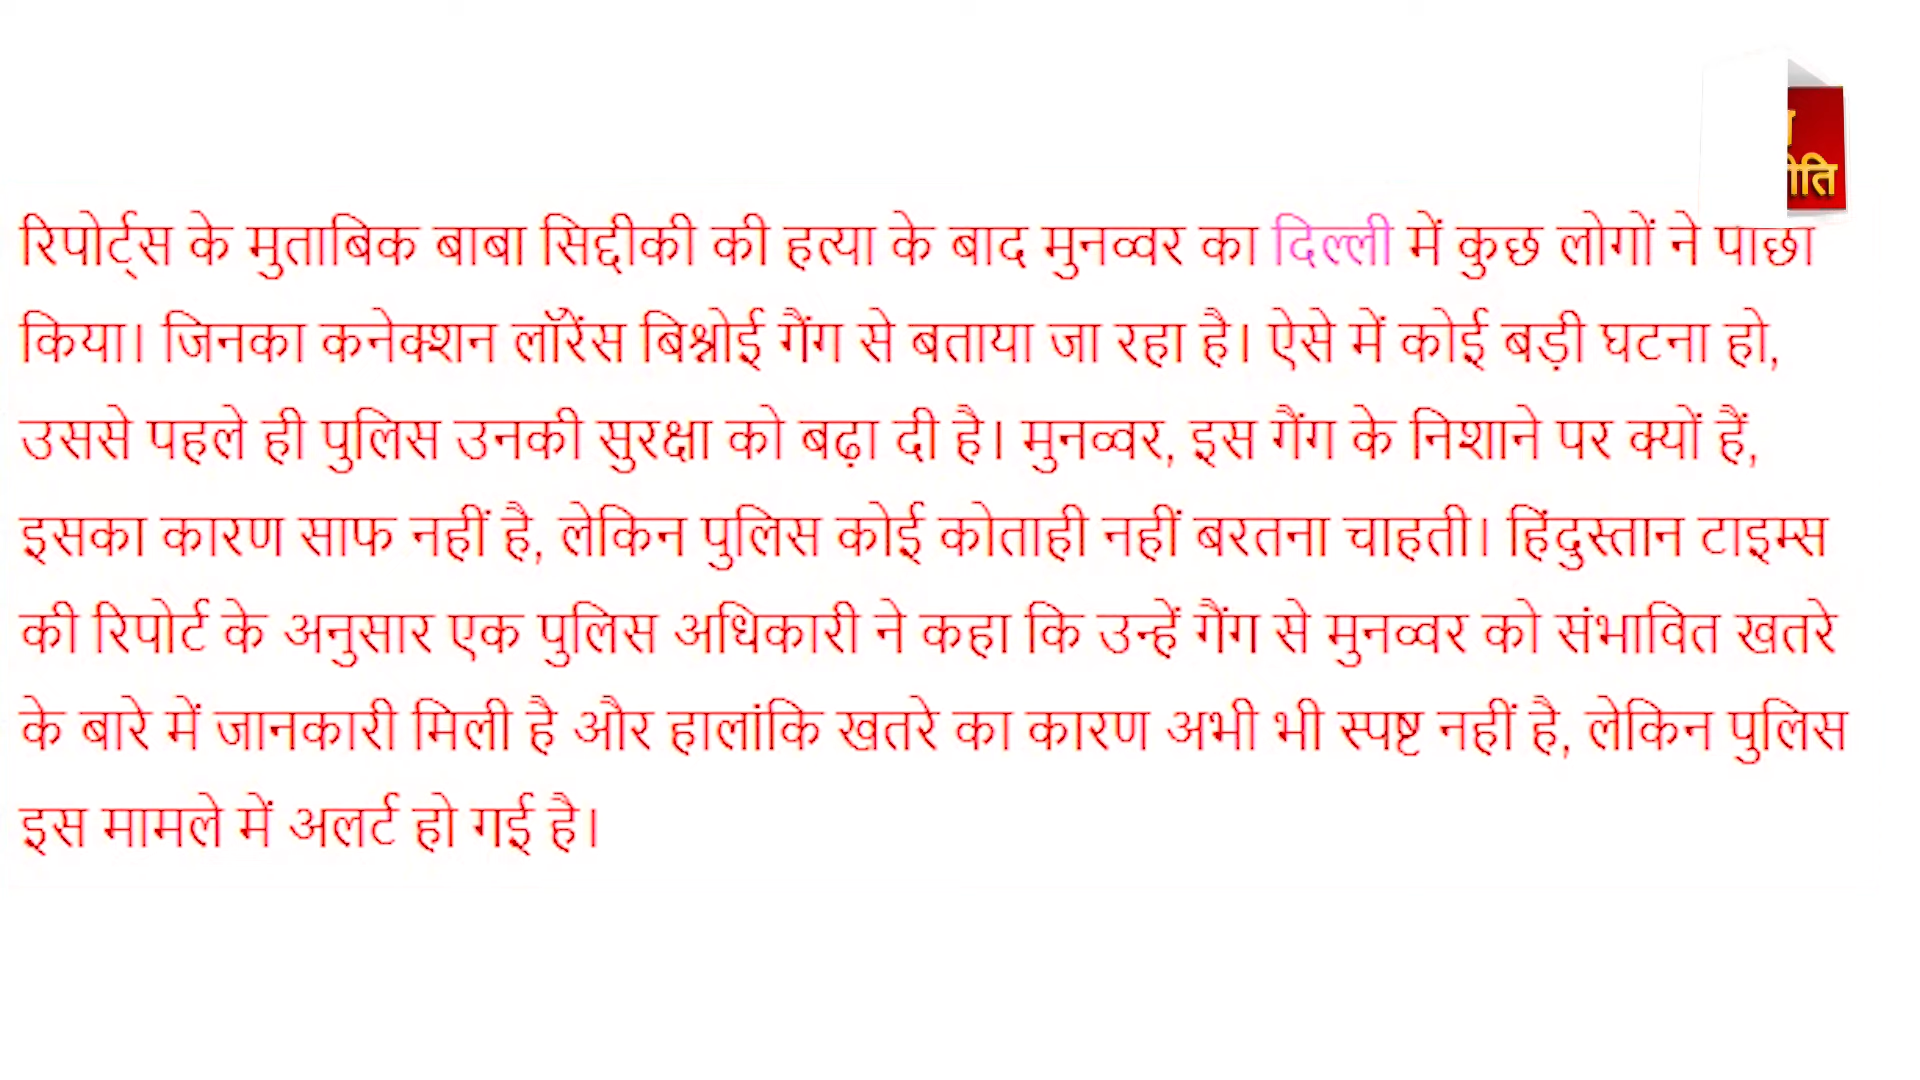 रिपोर्ट्स के मुताबिक बाबा सिद्दीकी की हत्या के बाद मुनव्वर का दिल्ली में कुछ लोगों ने पाछा
किया। जिनका कनेक्शन लॉरेंस बिश्नोई गैंग से बताया जा रहा है। ऐसे में कोई बड़ी घटना हो,
उससे पहले ही पुलिस उनकी सुरक्षा को बढ़ा दी है। मुनव्वर, इस गैंग के निशाने पर क्यों हैं,
इसका कारण साफ नहीं है, लेकिन पुलिस कोई कोताही नहीं बरतना चाहती। हिंदुस्तान टाइम्स
की रिपोर्ट के अनुसार एक पुलिस अधिकारी ने कहा कि उन्हें गैंग से मुनव्वर को संभावित खतरे
के बारे में जानकारी मिली है और हालांकि खतरे का कारण अभी भी स्पष्ट नहीं है, लेकिन पुलिस
इस मामले में अलर्ट हो गई है।